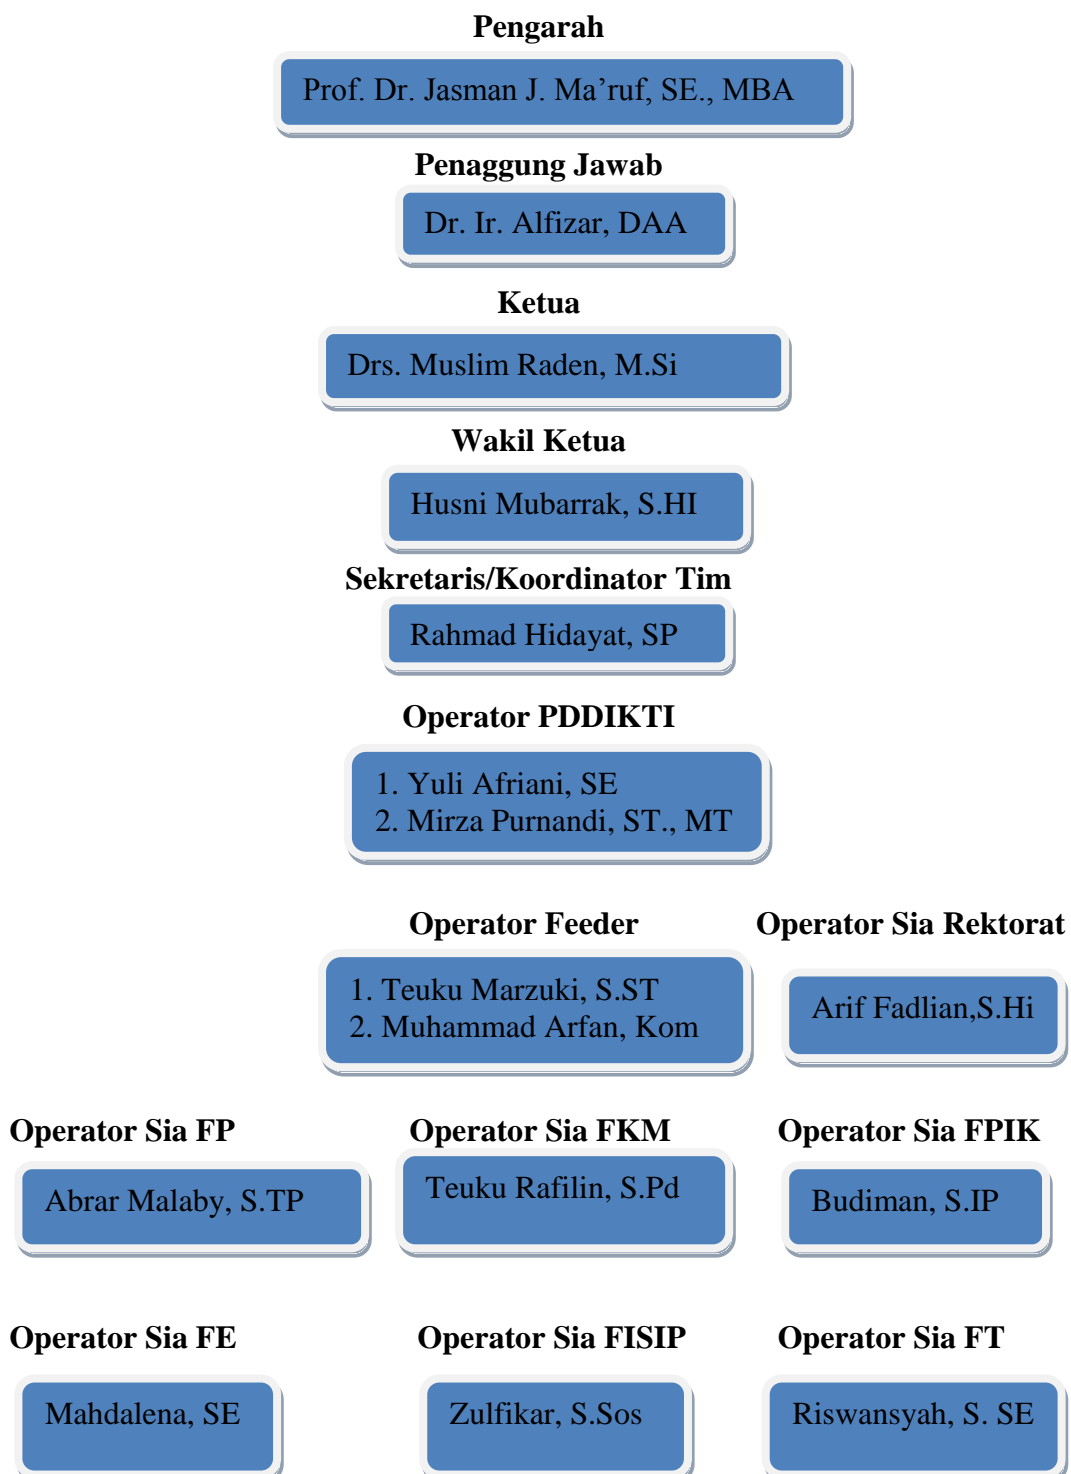 Pengarah
Prof. Dr. Jasman J. Ma’ruf, SE., MBA
Penaggung Jawab
Dr. Ir. Alfizar, DAA
Ketua
Drs. Muslim Raden, M.Si
Wakil Ketua
Husni Mubarrak, S.HI
Sekretaris/Koordinator Tim
Rahmad Hidayat, SP
Operator PDDIKTI
1. Yuli Afriani, SE
2. Mirza Purnandi, ST., MT
Operator Feeder
1. Teuku Marzuki, S.ST
2. Muhammad Arfan, Kom
Operator Sia Rektorat
Arif Fadlian,S.Hi
Operator Sia FP
Abrar Malaby, S.TP
Operator Sia FKM
Teuku Rafilin, S.Pd
Operator Sia FPIK
Budiman, S.IP
Operator Sia FE
Mahdalena, SE
Operator Sia FISIP
Zulfikar, S.Sos
Operator Sia FT
Riswansyah, S. SE